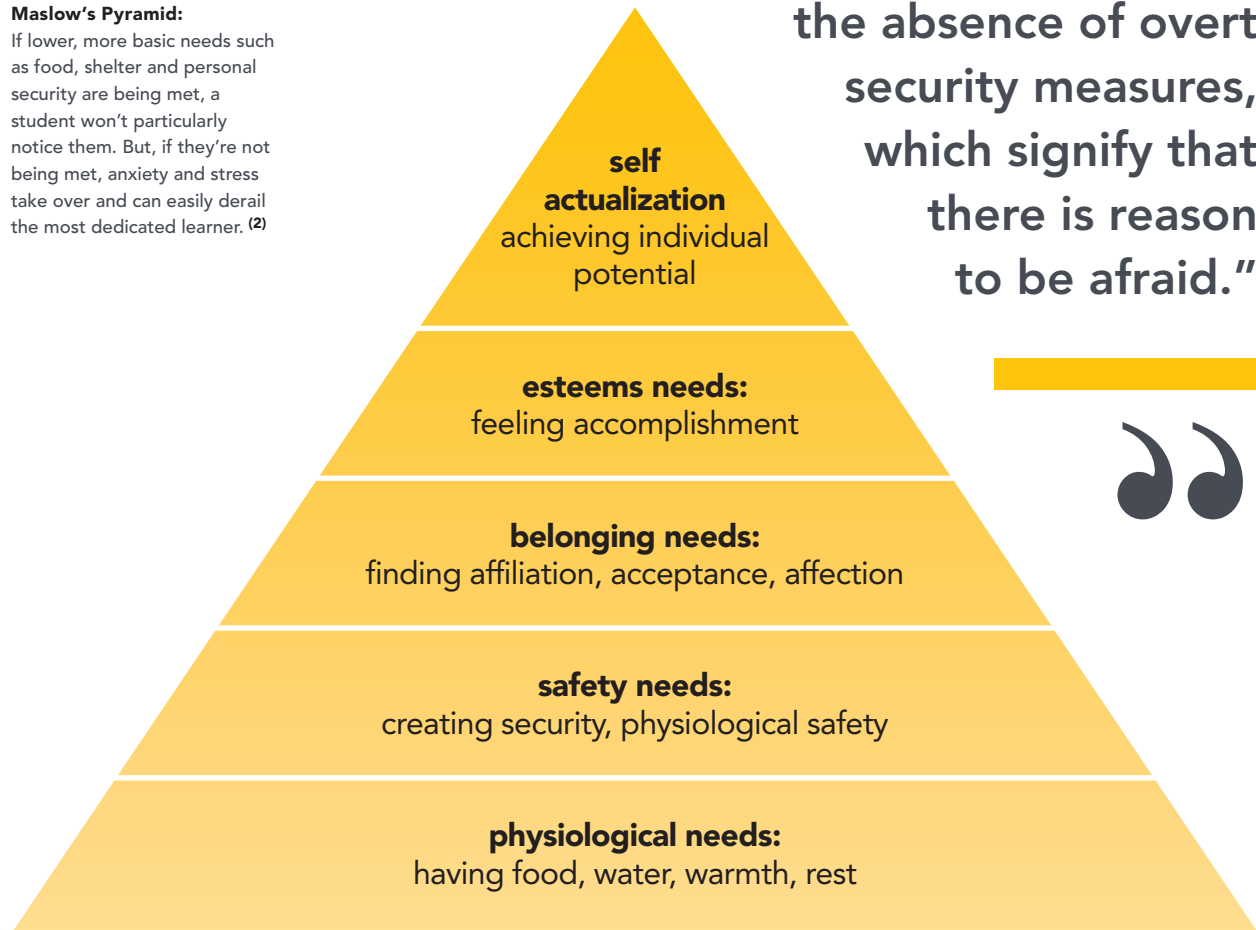 Maslow’s Pyramid:
If lower, more basic needs such
as food, shelter and personal
security are being met, a
student won’t particularly
notice them. But, if they’re not
being met, anxiety and stress
take over and can easily derail
the most dedicated learner. (2)
the absence of overt
security measures,
which signify that
there is reason
to be afraid.”
”
self
actualization
achieving individual
potential
esteems needs:
feeling accomplishment
belonging needs:
finding affiliation, acceptance, affection
safety needs:
creating security, physiological safety
physiological needs:
having food, water, warmth, rest